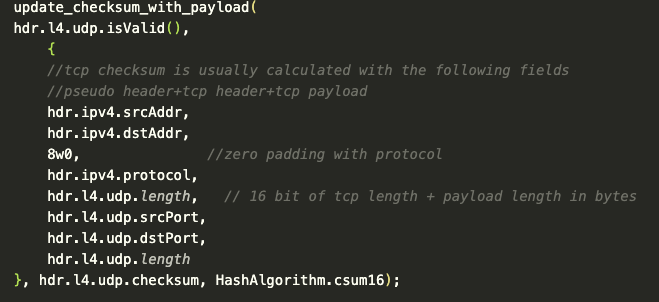 update_checksum_with_payload(
hdr.l4.udp.isValid(),
{
//tcp checksum is usually calculated with the following fields
//pseudo header+tcp header+tcp payload
hdr.ipv4.srcAddr,
hdr.ipv4.dstAddr,
8w0, //zero padding with protocol
hdr.ipv4.protocol,
hdr.l4.udp.length, // 16 bit of tcp length + payload length in bytes
hdr.l4.udp.srcPort,
hdr.l4.udp.dstPort,
hdr.l4.udp.length
}, hdr.l4.udp.checksum, HashAlgorithm.csum16);